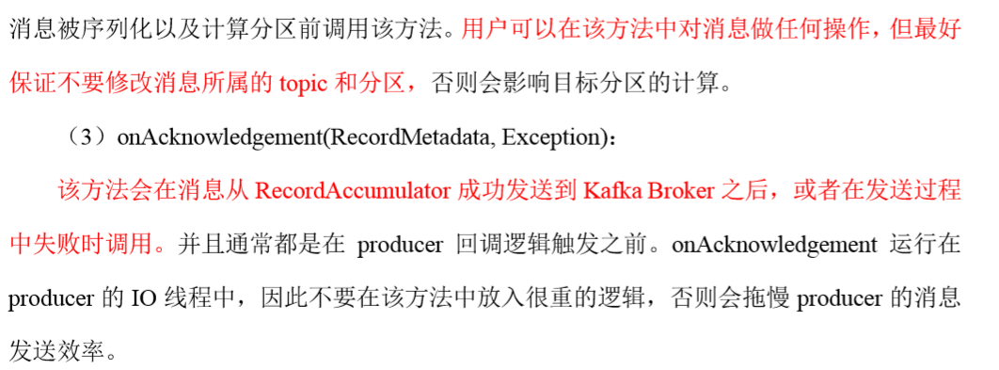 消息被序列化以及计算分区前调用该方法。用户可以在该方法中对消息做任何操作，但最好
保证不要修改消息所属的 topic 和分区，否则会影响目标分区的计算。
（3）onAcknowledgement(RecordMetadata, Exception)：
该方法会在消息从 RecordAccumulator 成功发送到 Kafka Broker 之后，或者在发送过程
中失败时调用。并且通常都是在 producer 回调逻辑触发之前。onAcknowledgement 运行在
producer 的 IO 线程中，因此不要在该方法中放入很重的逻辑，否则会拖慢 producer 的消息
发送效率。